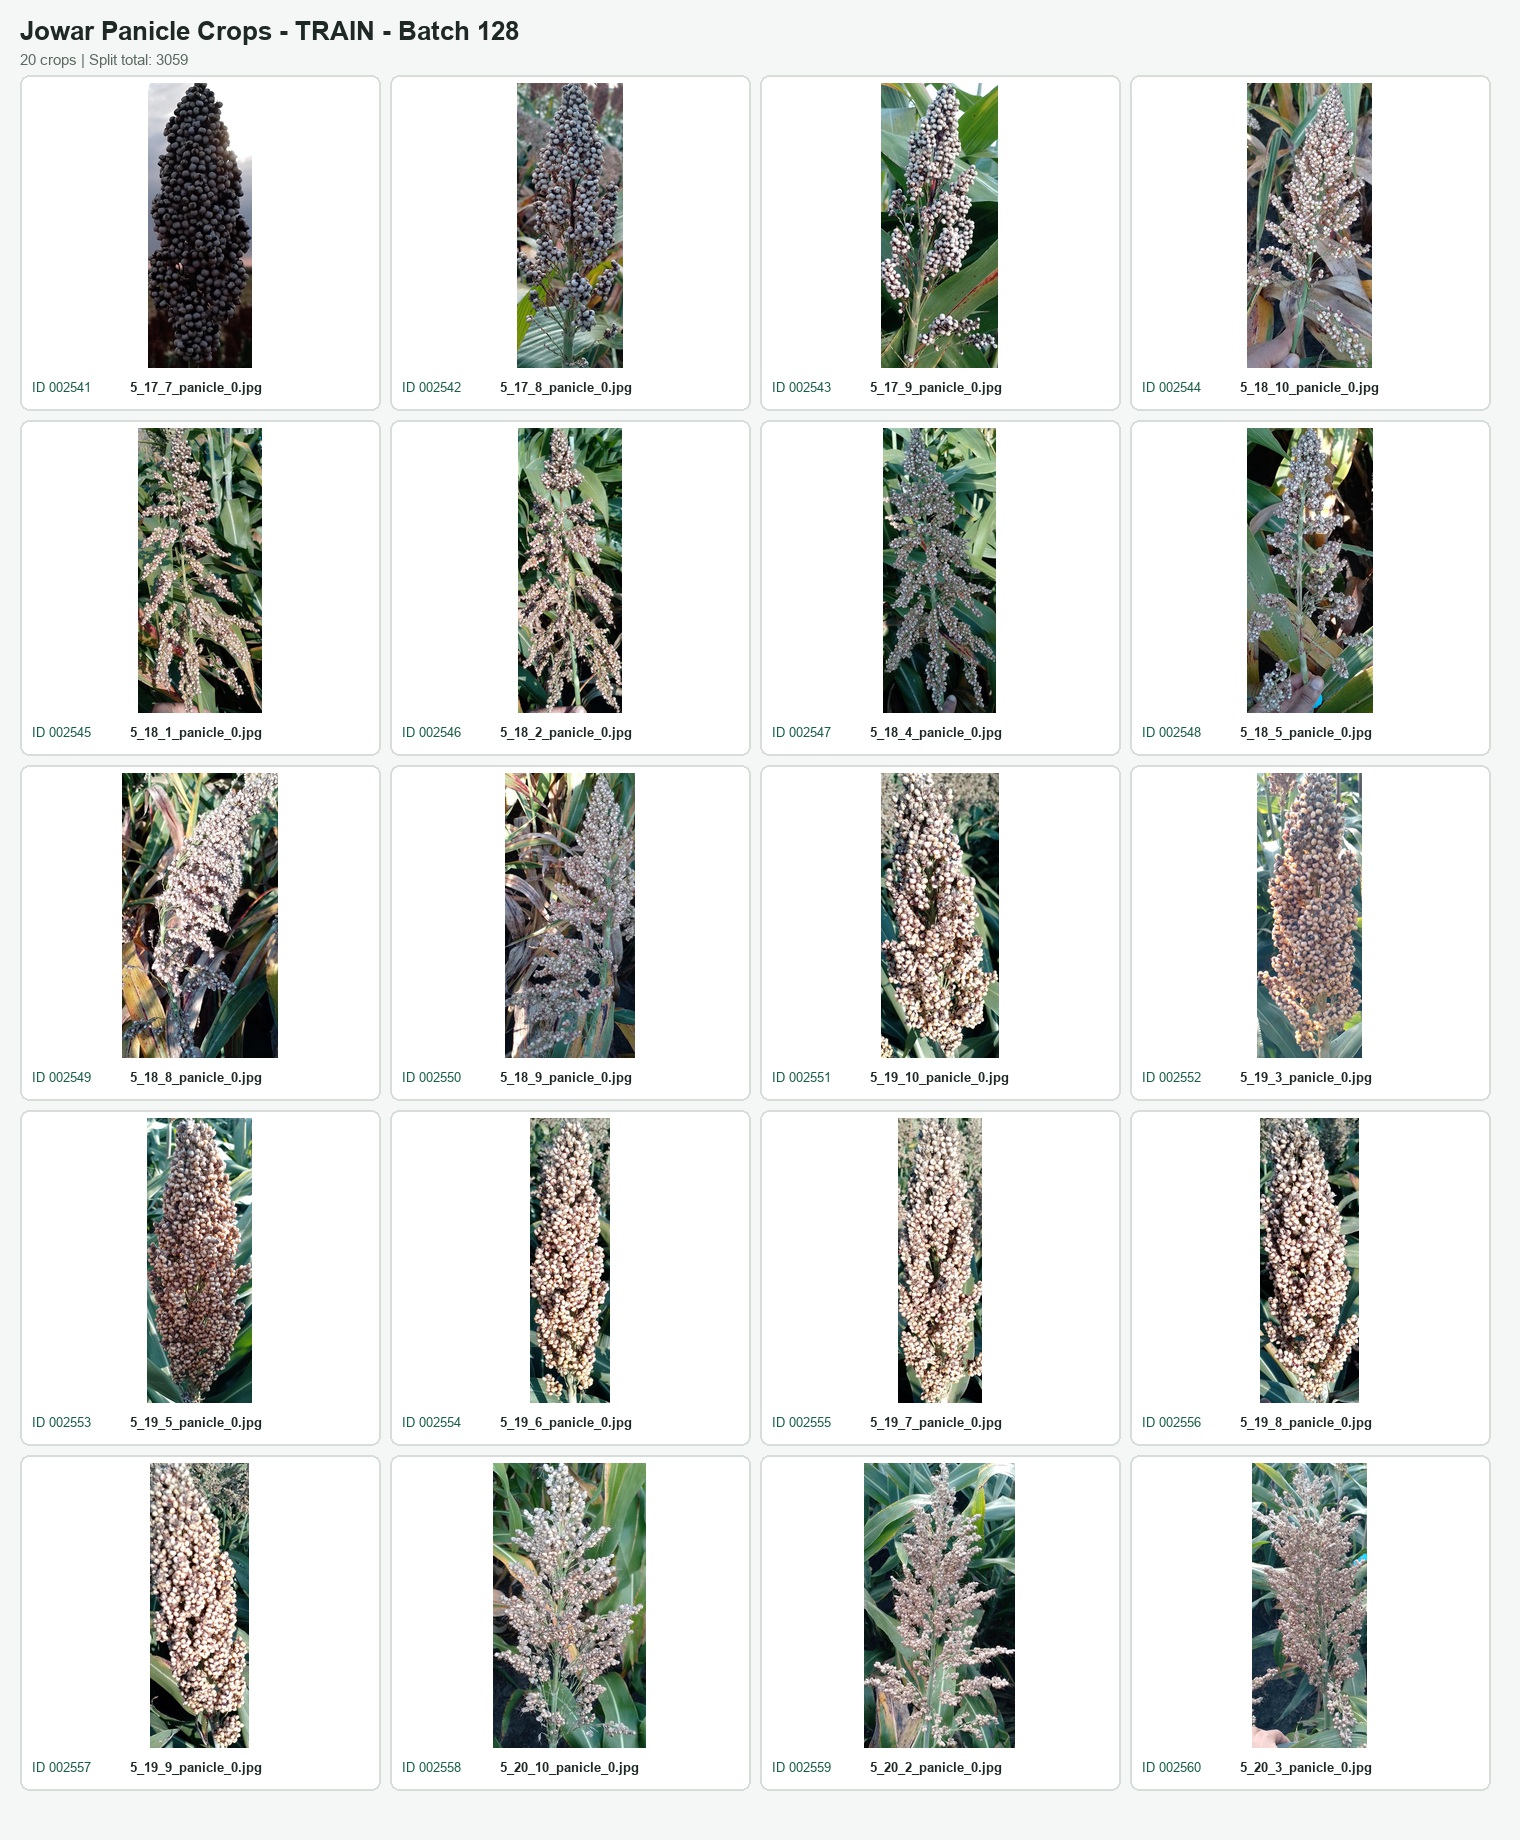 Jowar Panicle Crops - TRAIN - Batch 128
20 crops | Split total: 3059
ID 002541 5_17_7_panicle_0.jpg
ID 002542 5_17_8_panicle_0.jpg
ID 002543 5_17_9_panicle_0.jpg
ID 002544 5_18_10_panicle_0.jpg
ID 002545 5_18_1_panicle_0.jpg
ID 002546 5_18_2_panicle_0.jpg
ID 002547 5_18_4_panicle_0.jpg
ID 002548 5_18_5_panicle_0.jpg
ID 002549 5_18_8_panicle_0.jpg
ID 002550 5_18_9_panicle_0.jpg
ID 002551 5_19_10_panicle_0.jpg
ID 002552 5_19_3_panicle_0.jpg
ID 002553 5_19_5_panicle_0.jpg
ID 002554 5_19_6_panicle_0.jpg
ID 002555 5_19_7_panicle_0.jpg
ID 002556 5_19_8_panicle_0.jpg
ID 002557 5_19_9_panicle_0.jpg
ID 002558 5_20_10_panicle_0.jpg
ID 002559 5_20_2_panicle_0.jpg
ID 002560 5_20_3_panicle_0.jpg